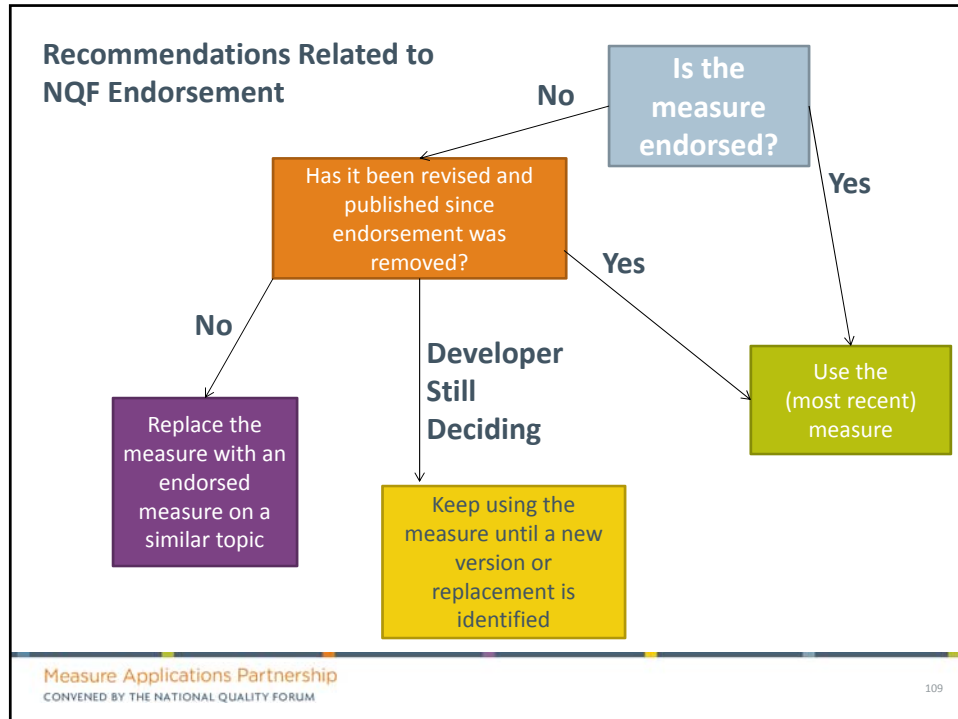 Recommendations Related to
NQF Endorsement
Is the
measure
endorsed?
No
Yes
Has it been revised and
published since
endorsement was
removed?
Yes
No
Developer
Still
Deciding
Use the
(most recent)
measure
Replace the
measure with an
endorsed
measure on a
similar topic
Keep using the
measure until a new
version or
replacement is
identified
Measure Applications Partnership
CONVENED BY THE NATIONAL QUALITY FORUM
109